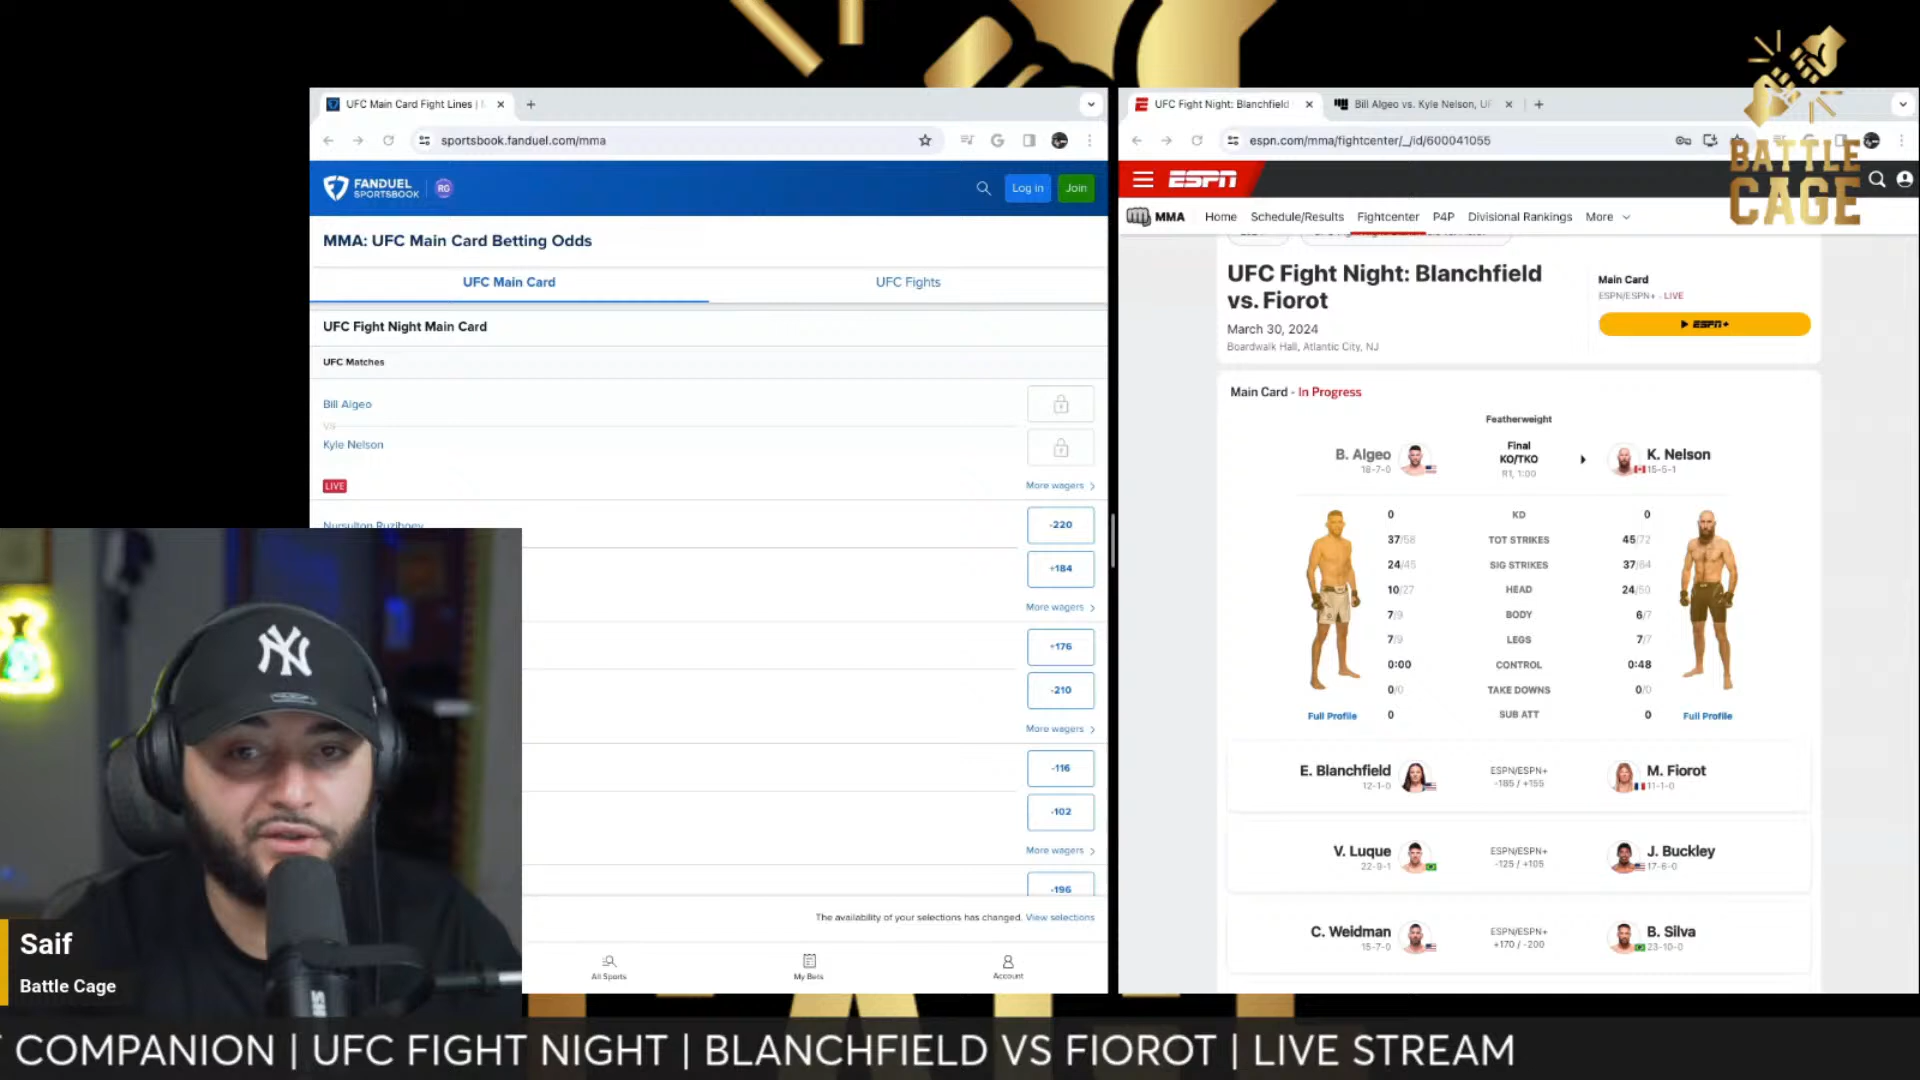 UFC Main Card Fight Lines |
sportsbook.fanduel.com/mma
FANDUEL
SPORTSBOOK
RG
Log in
Join
MMA: UFC Main Card Betting Odds
UFC Main Card
UFC Fights
UFC Fight Night Main Card
UFC Matches
Bill Algeo
VS
Kyle Nelson
LIVE
More wagers
-220
+184
More wagers
+176
-210
More wagers
-116
-102
More wagers
-196
The availability of your selections has changed. View selections
All Sports
My Bets
Account
UFC Fight Night: Blanchfield
Bill Algeo vs. Kyle Nelson, UF
espn.com/mma/fightcenter/_/id/600041055
BATTLE
CAGE
ESPN
MMA
Home
Schedule/Results
Fightcenter
P4P
Divisional Rankings
More
UFC Fight Night: Blanchfield
vs. Fiorot
March 30, 2024
Boardwalk Hall, Atlantic City, NJ
Main Card
ESPN/ESPN+ - LIVE
ESPN+
Main Card - In Progress
Featherweight
B. Algeo
18-7-0
Final
KO/TKO
R1, 1:00
K. Nelson
15-5-1
0 KD 0
37/58 TOT STRIKES 45/72
24/45 SIG STRIKES 37/64
10/27 HEAD 24/50
7/9 BODY 6/7
7/9 LEGS 7/7
0:00 CONTROL 0:48
0/0 TAKE DOWNS 0/0
Full Profile 0 SUB ATT 0 Full Profile
E. Blanchfield
12-1-0
ESPN/ESPN+
-185 / +155
M. Fiorot
11-1-0
V. Luque
22-9-1
ESPN/ESPN+
-125 / +105
J. Buckley
17-6-0
C. Weidman
15-7-0
ESPN/ESPN+
+170 / -200
B. Silva
23-10-0
NY
Saif
Battle Cage
COMPANION | UFC FIGHT NIGHT | BLANCHFIELD VS FIOROT | LIVE STREAM